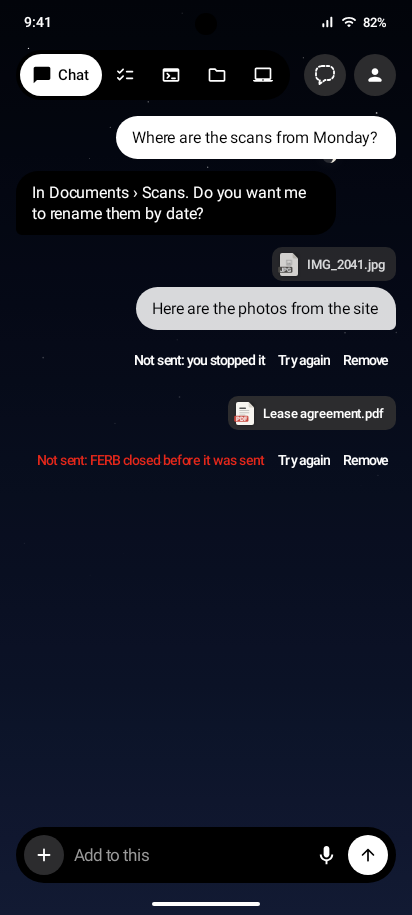 9:41
82%
Chat
Where are the scans from Monday?
In Documents › Scans. Do you want me
to rename them by date?
JPG
IMG_2041.jpg
Here are the photos from the site
Not sent: you stopped it Try again Remove
PDF
Lease agreement.pdf
Not sent: FERB closed before it was sent Try again Remove
Add to this